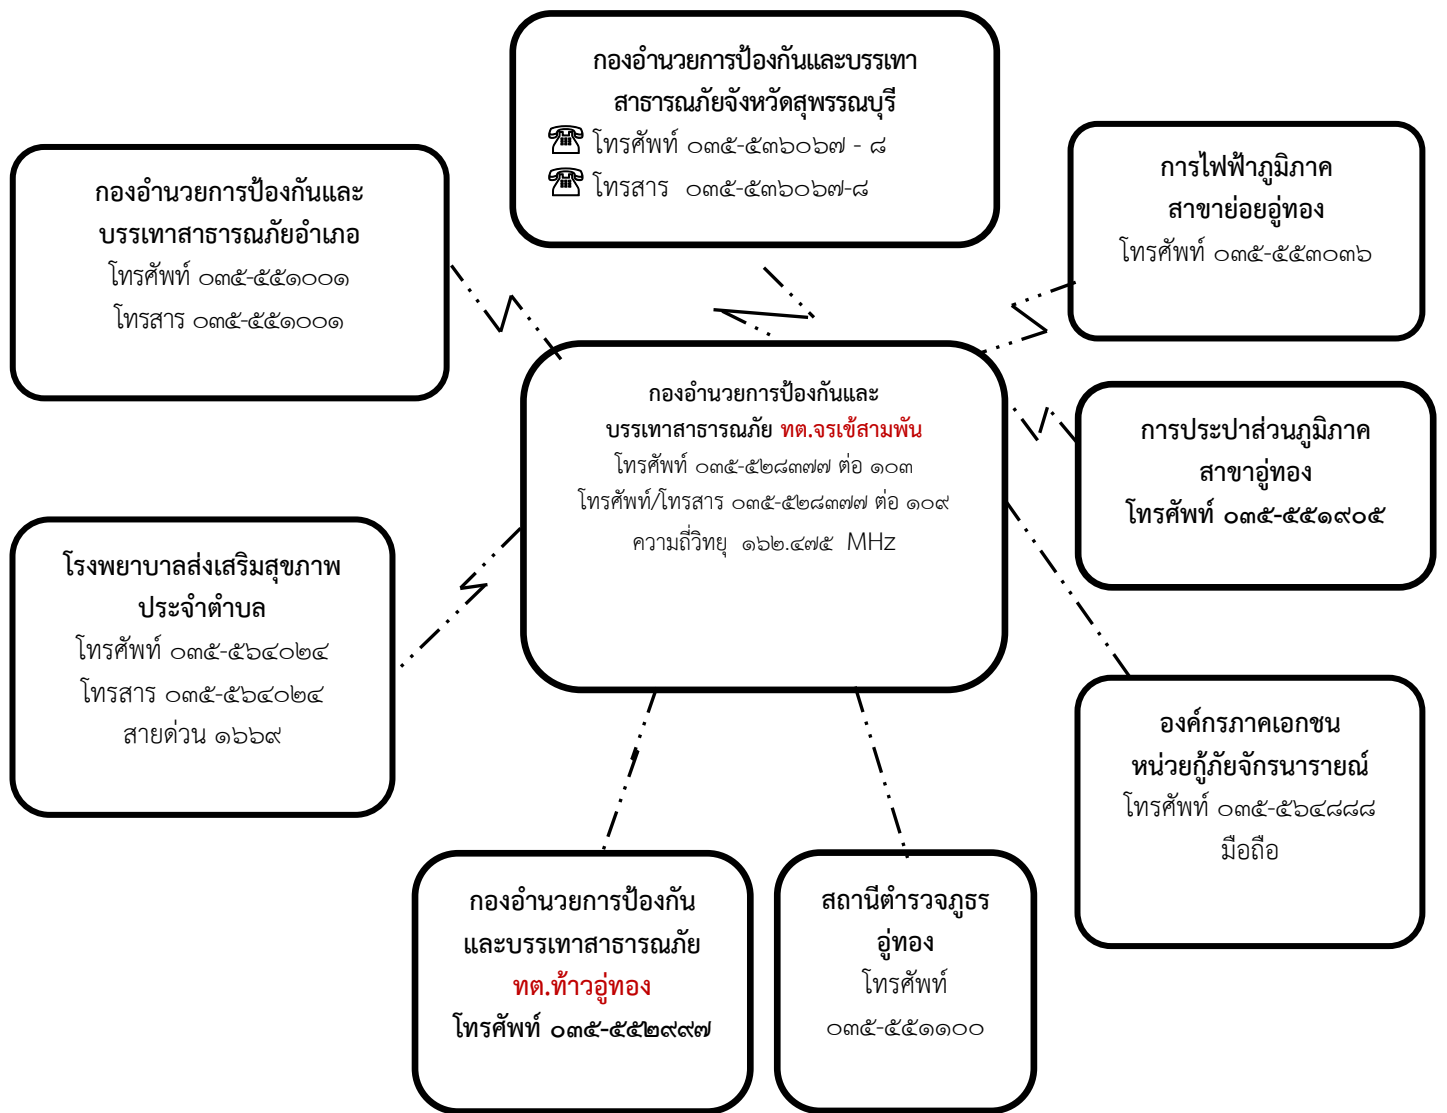 กองอำนวยการป้องกันและบรรเทา
สาธารณภัยจังหวัดสุพรรณบุรี
โทรศัพท์ ๐๓๕-๕๓๖๐๖๗ - ๘
โทรสาร ๐๓๕-๕๓๖๐๖๗-๘
กองอำนวยการป้องกันและ
บรรเทาสาธารณภัยอำเภอ
โทรศัพท์ ๐๓๕-๕๕๑๐๐๑
โทรสาร ๐๓๕-๕๕๑๐๐๑
การไฟฟ้าภูมิภาค
สาขาย่อยอู่ทอง
โทรศัพท์ ๐๓๕-๕๕๓๐๓๖
กองอำนวยการป้องกันและ
บรรเทาสาธารณภัย ทต.จรเข้สามพัน
โทรศัพท์ ๐๓๕-๕๒๘๓๗๗ ต่อ ๑๐๓
โทรศัพท์/โทรสาร ๐๓๕-๕๒๘๓๗๗ ต่อ ๑๐๙
ความถี่วิทยุ ๑๖๒.๔๗๕ MHz
การประปาส่วนภูมิภาค
สาขาอู่ทอง
โทรศัพท์ ๐๓๕-๕๕๑๙๐๕
โรงพยาบาลส่งเสริมสุขภาพ
ประจำตำบล
โทรศัพท์ ๐๓๕-๕๖๔๐๒๔
โทรสาร ๐๓๕-๕๖๔๐๒๔
สายด่วน ๑๖๖๙
องค์กรภาคเอกชน
หน่วยกู้ภัยจักรนารายณ์
โทรศัพท์ ๐๓๕-๕๖๔๘๘๘
มือถือ
กองอำนวยการป้องกัน
และบรรเทาสาธารณภัย
ทต.ท้าวอู่ทอง
โทรศัพท์ ๐๓๕-๕๕๒๙๙๗
สถานีตำรวจภูธร
อู่ทอง
โทรศัพท์
๐๓๕-๕๕๑๑๐๐